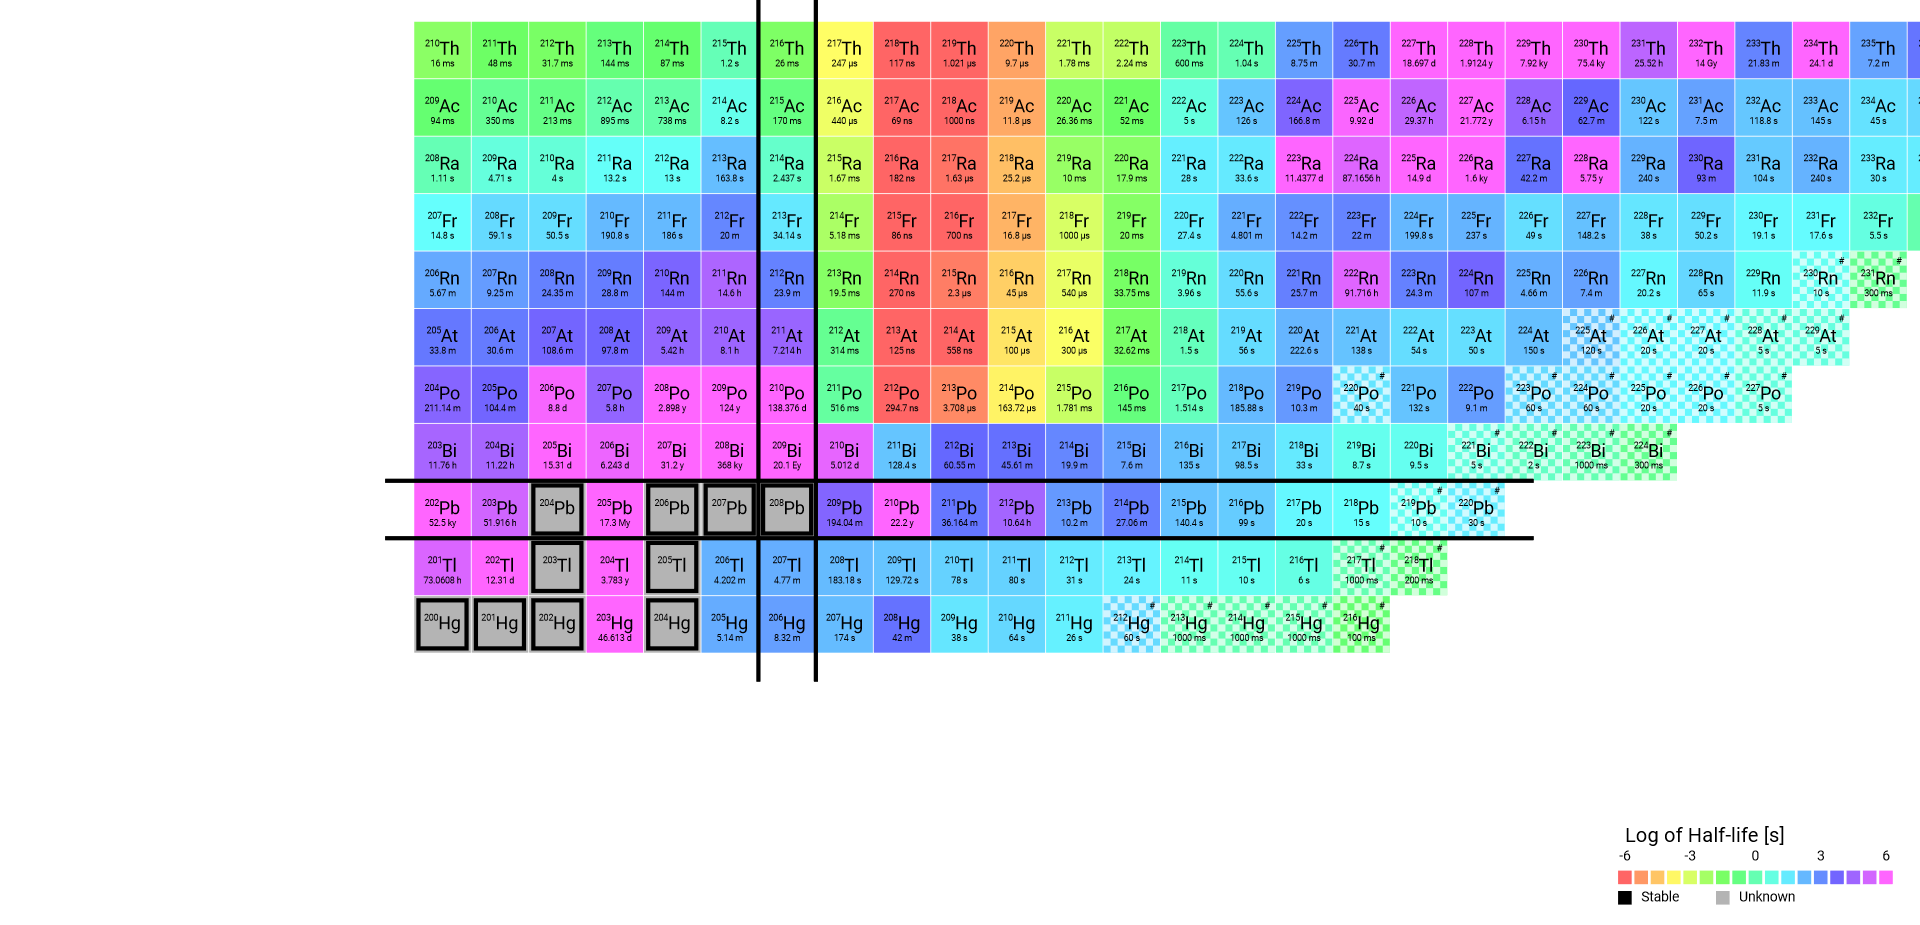 210Th 211Th 212Th 213Th 214Th 215Th 216Th 217Th 218Th 219Th 220Th 221Th 222Th 223Th 224Th 225Th 226Th 227Th 228Th 229Th 230Th 231Th 232Th 233Th 234Th 235Th
16 ms 48 ms 31.7 ms 144 ms 87 ms 1.2 s 26 ms 247 µs 117 ns 1.021 µs 9.7 µs 1.78 ms 2.24 ms 600 ms 1.04 s 8.75 m 30.7 m 18.697 d 1.9124 y 7.92 ky 75.4 ky 25.52 h 14 Gy 21.83 m 24.1 d 7.2 m
209Ac 210Ac 211Ac 212Ac 213Ac 214Ac 215Ac 216Ac 217Ac 218Ac 219Ac 220Ac 221Ac 222Ac 223Ac 224Ac 225Ac 226Ac 227Ac 228Ac 229Ac 230Ac 231Ac 232Ac 233Ac 234Ac
94 ms 350 ms 213 ms 895 ms 738 ms 8.2 s 170 ms 440 µs 69 ns 1000 ns 11.8 µs 26.36 ms 52 ms 5 s 126 s 166.8 m 9.92 d 29.37 h 21.772 y 6.15 h 62.7 m 122 s 7.5 m 118.8 s 145 s 45 s
208Ra 209Ra 210Ra 211Ra 212Ra 213Ra 214Ra 215Ra 216Ra 217Ra 218Ra 219Ra 220Ra 221Ra 222Ra 223Ra 224Ra 225Ra 226Ra 227Ra 228Ra 229Ra 230Ra 231Ra 232Ra 233Ra
1.11 s 4.71 s 4 s 13.2 s 13 s 163.8 s 2.437 s 1.67 ms 182 ns 1.63 µs 25.2 µs 10 ms 17.9 ms 28 s 33.6 s 11.4377 d 87.1656 h 14.9 d 1.6 ky 42.2 m 5.75 y 240 s 93 m 104 s 240 s 30 s
207Fr 208Fr 209Fr 210Fr 211Fr 212Fr 213Fr 214Fr 215Fr 216Fr 217Fr 218Fr 219Fr 220Fr 221Fr 222Fr 223Fr 224Fr 225Fr 226Fr 227Fr 228Fr 229Fr 230Fr 231Fr 232Fr
14.8 s 59.1 s 50.5 s 190.8 s 186 s 20 m 34.14 s 5.18 ms 86 ns 700 ns 16.8 µs 1000 µs 20 ms 27.4 s 4.801 m 14.2 m 22 m 199.8 s 237 s 49 s 148.2 s 38 s 50.2 s 19.1 s 17.6 s 5.5 s
# #
206Rn 207Rn 208Rn 209Rn 210Rn 211Rn 212Rn 213Rn 214Rn 215Rn 216Rn 217Rn 218Rn 219Rn 220Rn 221Rn 222Rn 223Rn 224Rn 225Rn 226Rn 227Rn 228Rn 229Rn 230Rn 231Rn
5.67 m 9.25 m 24.35 m 28.8 m 144 m 14.6 h 23.9 m 19.5 ms 270 ns 2.3 µs 45 µs 540 µs 33.75 ms 3.96 s 55.6 s 25.7 m 91.716 h 24.3 m 107 m 4.66 m 7.4 m 20.2 s 65 s 11.9 s 10 s 300 ms
# # # # #
205At 206At 207At 208At 209At 210At 211At 212At 213At 214At 215At 216At 217At 218At 219At 220At 221At 222At 223At 224At 225At 226At 227At 228At 229At
33.8 m 30.6 m 108.6 m 97.8 m 5.42 h 8.1 h 7.214 h 314 ms 125 ns 558 ns 100 µs 300 µs 32.62 ms 1.5 s 56 s 222.6 s 138 s 54 s 50 s 150 s 120 s 20 s 20 s 5 s 5 s
# # # # # #
204Po 205Po 206Po 207Po 208Po 209Po 210Po 211Po 212Po 213Po 214Po 215Po 216Po 217Po 218Po 219Po 220Po 221Po 222Po 223Po 224Po 225Po 226Po 227Po
211.14 m 104.4 m 8.8 d 5.8 h 2.898 y 124 y 138.376 d 516 ms 294.7 ns 3.708 µs 163.72 µs 1.781 ms 145 ms 1.514 s 185.88 s 10.3 m 40 s 132 s 9.1 m 60 s 60 s 20 s 20 s 5 s
# # # #
203Bi 204Bi 205Bi 206Bi 207Bi 208Bi 209Bi 210Bi 211Bi 212Bi 213Bi 214Bi 215Bi 216Bi 217Bi 218Bi 219Bi 220Bi 221Bi 222Bi 223Bi 224Bi
11.76 h 11.22 h 15.31 d 6.243 d 31.2 y 368 ky 20.1 Ey 5.012 d 128.4 s 60.55 m 45.61 m 19.9 m 7.6 m 135 s 98.5 s 33 s 8.7 s 9.5 s 5 s 2 s 1000 ms 300 ms
# #
202Pb 203Pb 204Pb 205Pb 206Pb 207Pb 208Pb 209Pb 210Pb 211Pb 212Pb 213Pb 214Pb 215Pb 216Pb 217Pb 218Pb 219Pb 220Pb
52.5 ky 51.916 h 17.3 My 194.04 m 22.2 y 36.164 m 10.64 h 10.2 m 27.06 m 140.4 s 99 s 20 s 15 s 10 s 30 s
# #
201Tl 202Tl 203Tl 204Tl 205Tl 206Tl 207Tl 208Tl 209Tl 210Tl 211Tl 212Tl 213Tl 214Tl 215Tl 216Tl 217Tl 218Tl
73.0608 h 12.31 d 3.783 y 4.202 m 4.77 m 183.18 s 129.72 s 78 s 80 s 31 s 24 s 11 s 10 s 6 s 1000 ms 200 ms
# # # # #
200Hg 201Hg 202Hg 203Hg 204Hg 205Hg 206Hg 207Hg 208Hg 209Hg 210Hg 211Hg 212Hg 213Hg 214Hg 215Hg 216Hg
46.613 d 5.14 m 8.32 m 174 s 42 m 38 s 64 s 26 s 60 s 1000 ms 1000 ms 1000 ms 100 ms
Log of Half-life [s]
-6 -3 0 3 6
Stable Unknown